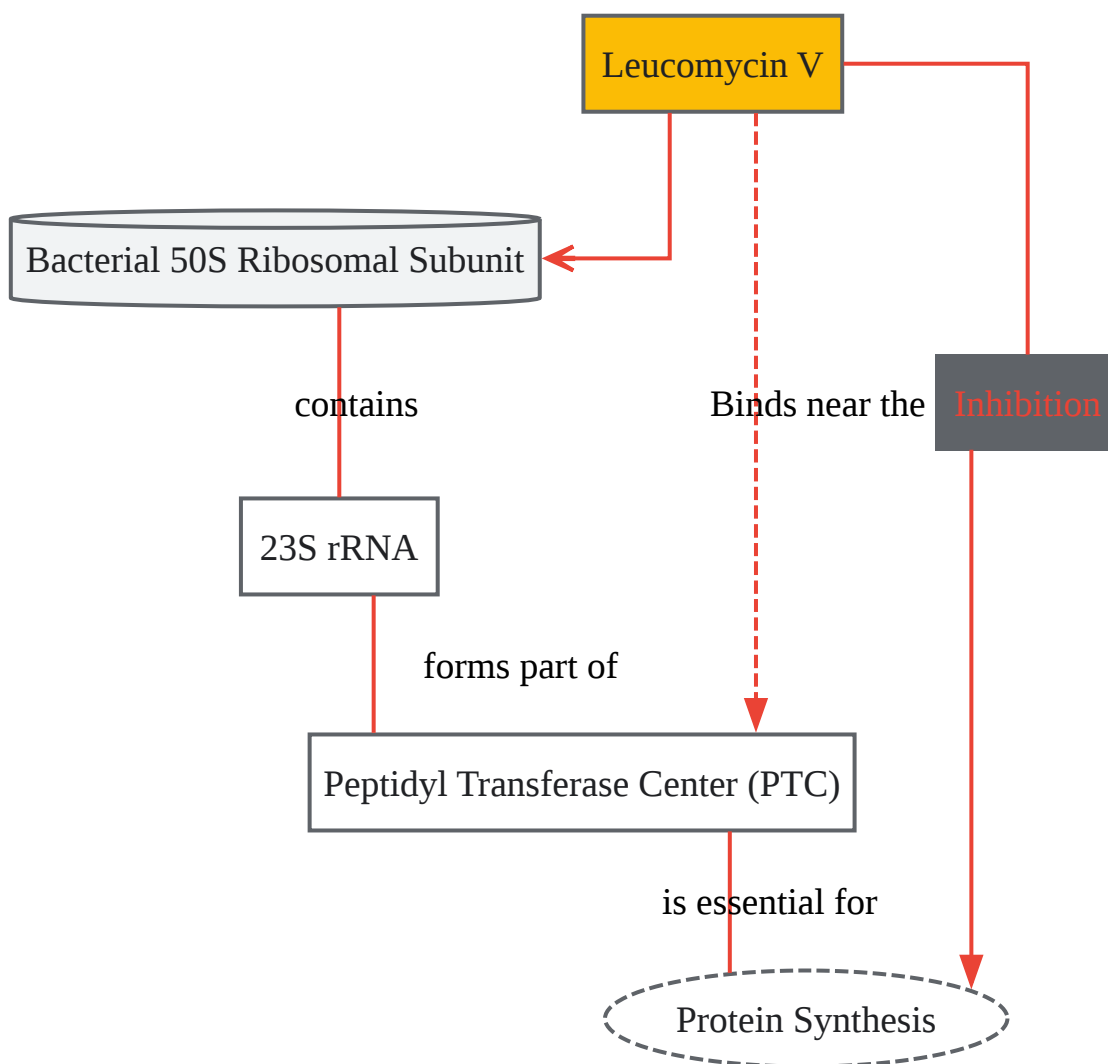 Leucomycin V
Bacterial 50S Ribosomal Subunit
contains
Binds near the
Inhibition
23S rRNA
forms part of
Peptidyl Transferase Center (PTC)
is essential for
Protein Synthesis